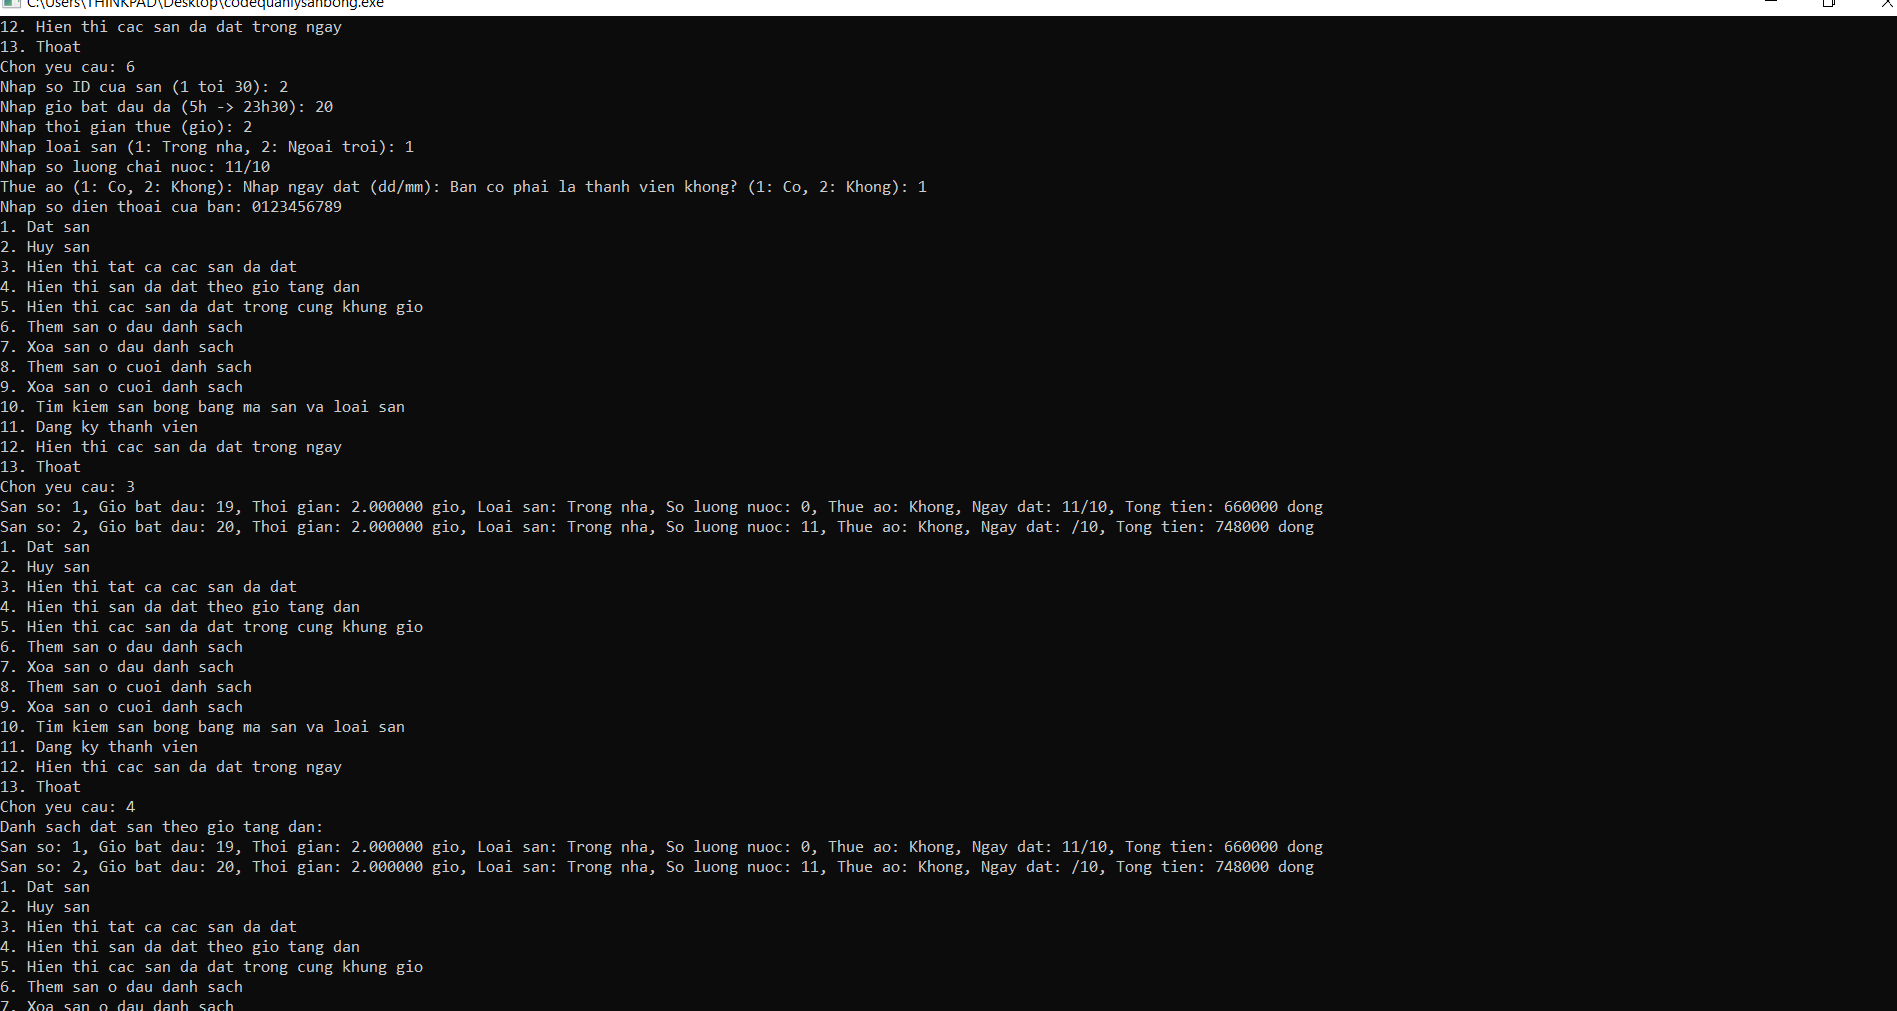 C:\Users\THINKPAD\Desktop\codequanlysanbong.exe
12. Hien thi cac san da dat trong ngay
13. Thoat
Chon yeu cau: 6
Nhap so ID cua san (1 toi 30): 2
Nhap gio bat dau da (5h -> 23h30): 20
Nhap thoi gian thue (gio): 2
Nhap loai san (1: Trong nha, 2: Ngoai troi): 1
Nhap so luong chai nuoc: 11/10
Thue ao (1: Co, 2: Khong): Nhap ngay dat (dd/mm): Ban co phai la thanh vien khong? (1: Co, 2: Khong): 1
Nhap so dien thoai cua ban: 0123456789
1. Dat san
2. Huy san
3. Hien thi tat ca cac san da dat
4. Hien thi san da dat theo gio tang dan
5. Hien thi cac san da dat trong cung khung gio
6. Them san o dau danh sach
7. Xoa san o dau danh sach
8. Them san o cuoi danh sach
9. Xoa san o cuoi danh sach
10. Tim kiem san bong bang ma san va loai san
11. Dang ky thanh vien
12. Hien thi cac san da dat trong ngay
13. Thoat
Chon yeu cau: 3
San so: 1, Gio bat dau: 19, Thoi gian: 2.000000 gio, Loai san: Trong nha, So luong nuoc: 0, Thue ao: Khong, Ngay dat: 11/10, Tong tien: 660000 dong
San so: 2, Gio bat dau: 20, Thoi gian: 2.000000 gio, Loai san: Trong nha, So luong nuoc: 11, Thue ao: Khong, Ngay dat: /10, Tong tien: 748000 dong
1. Dat san
2. Huy san
3. Hien thi tat ca cac san da dat
4. Hien thi san da dat theo gio tang dan
5. Hien thi cac san da dat trong cung khung gio
6. Them san o dau danh sach
7. Xoa san o dau danh sach
8. Them san o cuoi danh sach
9. Xoa san o cuoi danh sach
10. Tim kiem san bong bang ma san va loai san
11. Dang ky thanh vien
12. Hien thi cac san da dat trong ngay
13. Thoat
Chon yeu cau: 4
Danh sach dat san theo gio tang dan:
San so: 1, Gio bat dau: 19, Thoi gian: 2.000000 gio, Loai san: Trong nha, So luong nuoc: 0, Thue ao: Khong, Ngay dat: 11/10, Tong tien: 660000 dong
San so: 2, Gio bat dau: 20, Thoi gian: 2.000000 gio, Loai san: Trong nha, So luong nuoc: 11, Thue ao: Khong, Ngay dat: /10, Tong tien: 748000 dong
1. Dat san
2. Huy san
3. Hien thi tat ca cac san da dat
4. Hien thi san da dat theo gio tang dan
5. Hien thi cac san da dat trong cung khung gio
6. Them san o dau danh sach
7. Xoa san o dau danh sach